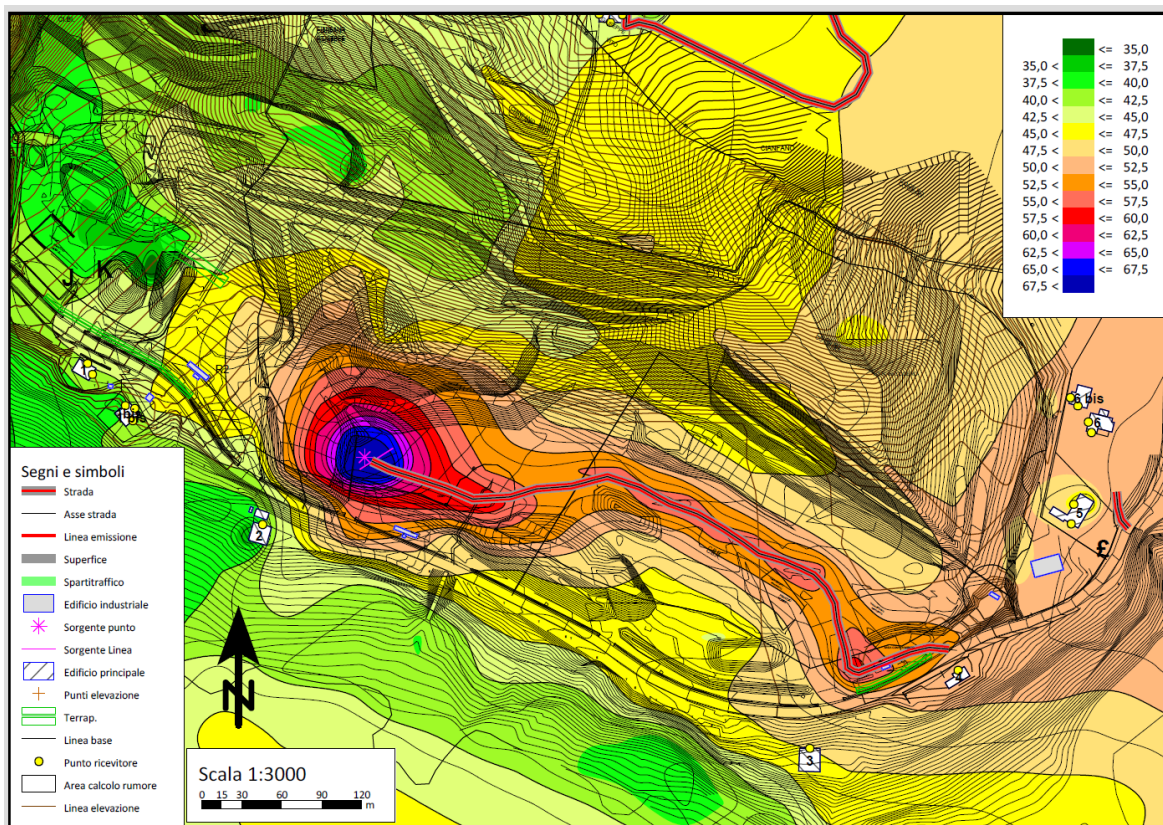 <= 35,0
35,0 < <= 37,5
37,5 < <= 40,0
40,0 < <= 42,5
42,5 < <= 45,0
45,0 < <= 47,5
47,5 < <= 50,0
50,0 < <= 52,5
52,5 < <= 55,0
55,0 < <= 57,5
57,5 < <= 60,0
60,0 < <= 62,5
62,5 < <= 65,0
65,0 < <= 67,5
67,5 <
J K
R2
1
bis
2
6 bis
6
5
£
4
3
Segni e simboli
Strada
Asse strada
Linea emissione
Superfice
Spartitraffico
Edificio industriale
Sorgente punto
Sorgente Linea
Edificio principale
Punti elevazione
Terrap.
Linea base
Punto ricevitore
Area calcolo rumore
Linea elevazione
N
Scala 1:3000
0 15 30 60 90 120
m